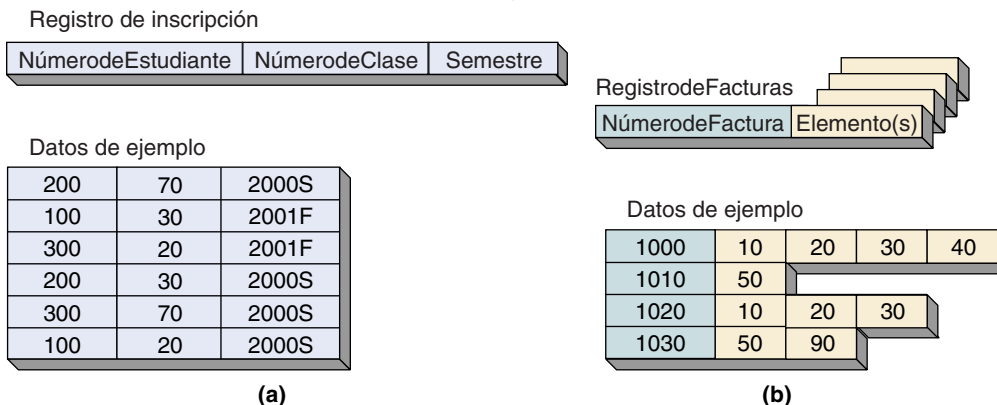 Registro de inscripción
NúmerodeEstudiante NúmerodeClase Semestre
Datos de ejemplo
200 70 2000S
100 30 2001F
300 20 2001F
200 30 2000S
300 70 2000S
100 20 2000S
(a)
RegistrodeFacturas
NúmerodeFactura Elemento(s)
Datos de ejemplo
1000 10 20 30 40
1010 50
1020 10 20 30
1030 50 90
(b)